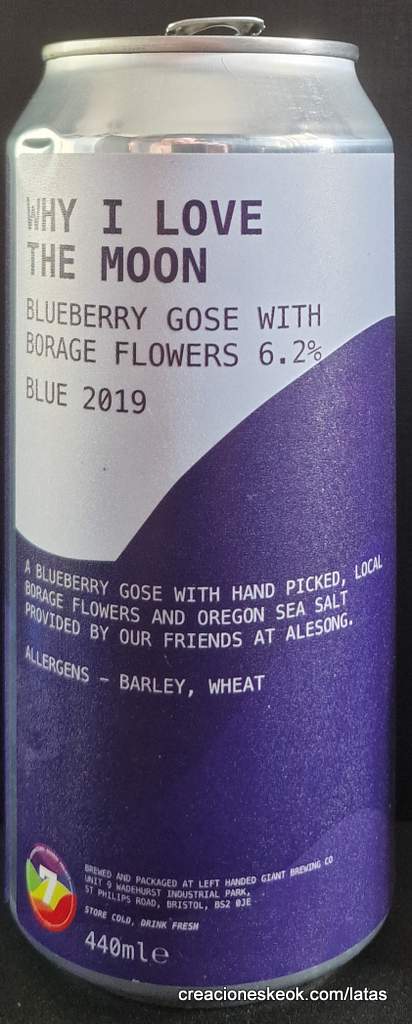 WHY I LOVE
THE MOON
BLUEBERRY GOSE WITH
BORAGE FLOWERS 6.2%
BLUE 2019
A BLUEBERRY GOSE WITH HAND PICKED, LOCAL
BORAGE FLOWERS AND OREGON SEA SALT
PROVIDED BY OUR FRIENDS AT ALESONG.
ALLERGENS – BARLEY, WHEAT
7
BREWED AND PACKAGED AT LEFT HANDED GIANT BREWING CO
UNIT 9 WADEHURST INDUSTRIAL PARK,
ST PHILIPS ROAD, BRISTOL, BS2 0JE
STORE COLD, DRINK FRESH
440ml℮
creacioneskeok.com/latas